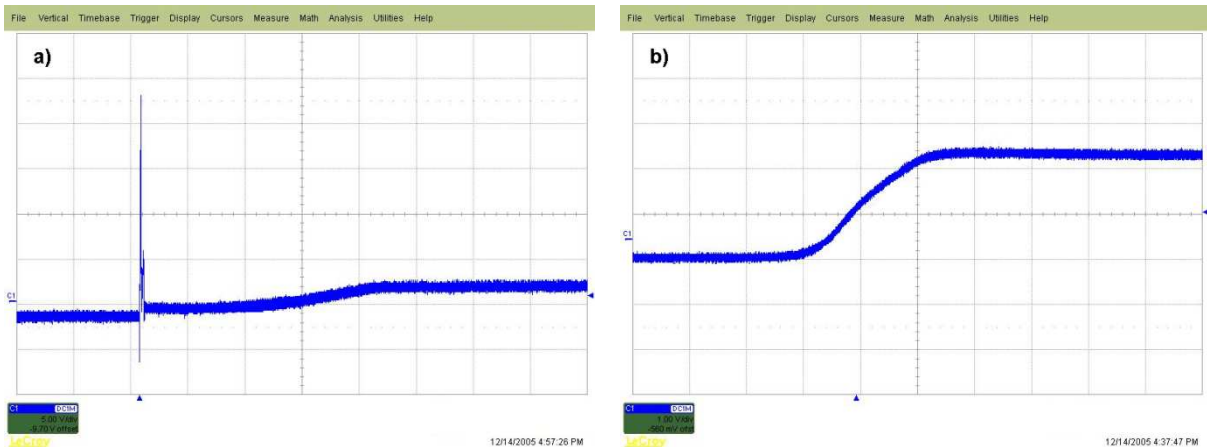 File Vertical Timebase Trigger Display Cursors Measure Math Analysis Utilities Help
a)
C1
C1 DC1M
5.00 V/div
-9.70 V offset
LeCroy
12/14/2005 4:57:26 PM
File Vertical Timebase Trigger Display Cursors Measure Math Analysis Utilities Help
b)
C1
C1 DC1M
1.00 V/div
-560 mV ofst
LeCroy
12/14/2005 4:37:47 PM